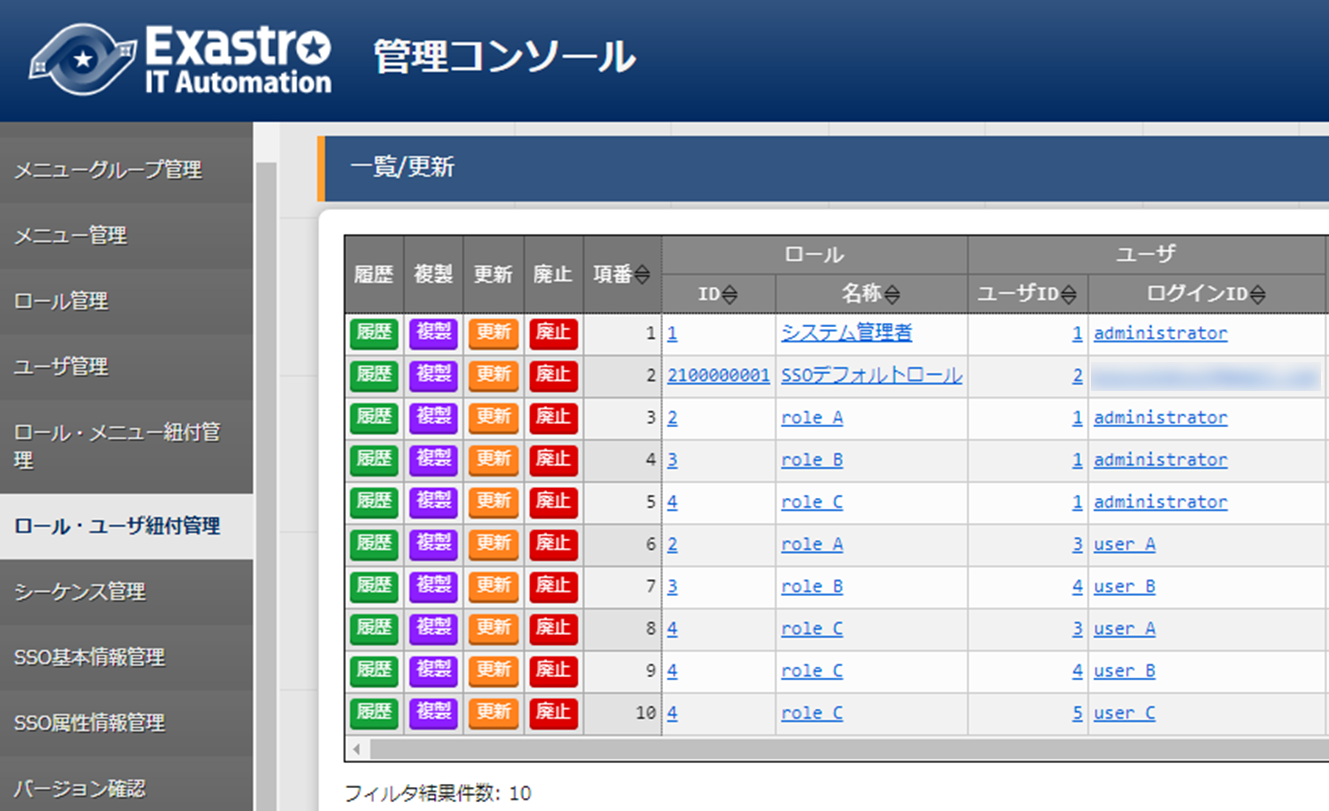 Exastro
IT Automation
管理コンソール
メニューグループ管理
メニュー管理
ロール管理
ユーザ管理
ロール・メニュー紐付管
理
ロール・ユーザ紐付管理
シーケンス管理
SSO基本情報管理
SSO属性情報管理
バージョン確認
一覧/更新
履歴 複製 更新 廃止 項番 ロール ユーザ
ID 名称 ユーザID ログインID
履歴 複製 更新 廃止 1 1 システム管理者 1 administrator
履歴 複製 更新 廃止 2 2100000001 SSOデフォルトロール 2
履歴 複製 更新 廃止 3 2 role A 1 administrator
履歴 複製 更新 廃止 4 3 role B 1 administrator
履歴 複製 更新 廃止 5 4 role C 1 administrator
履歴 複製 更新 廃止 6 2 role A 3 user A
履歴 複製 更新 廃止 7 3 role B 4 user B
履歴 複製 更新 廃止 8 4 role C 3 user A
履歴 複製 更新 廃止 9 4 role C 4 user B
履歴 複製 更新 廃止 10 4 role C 5 user C
フィルタ結果件数: 10